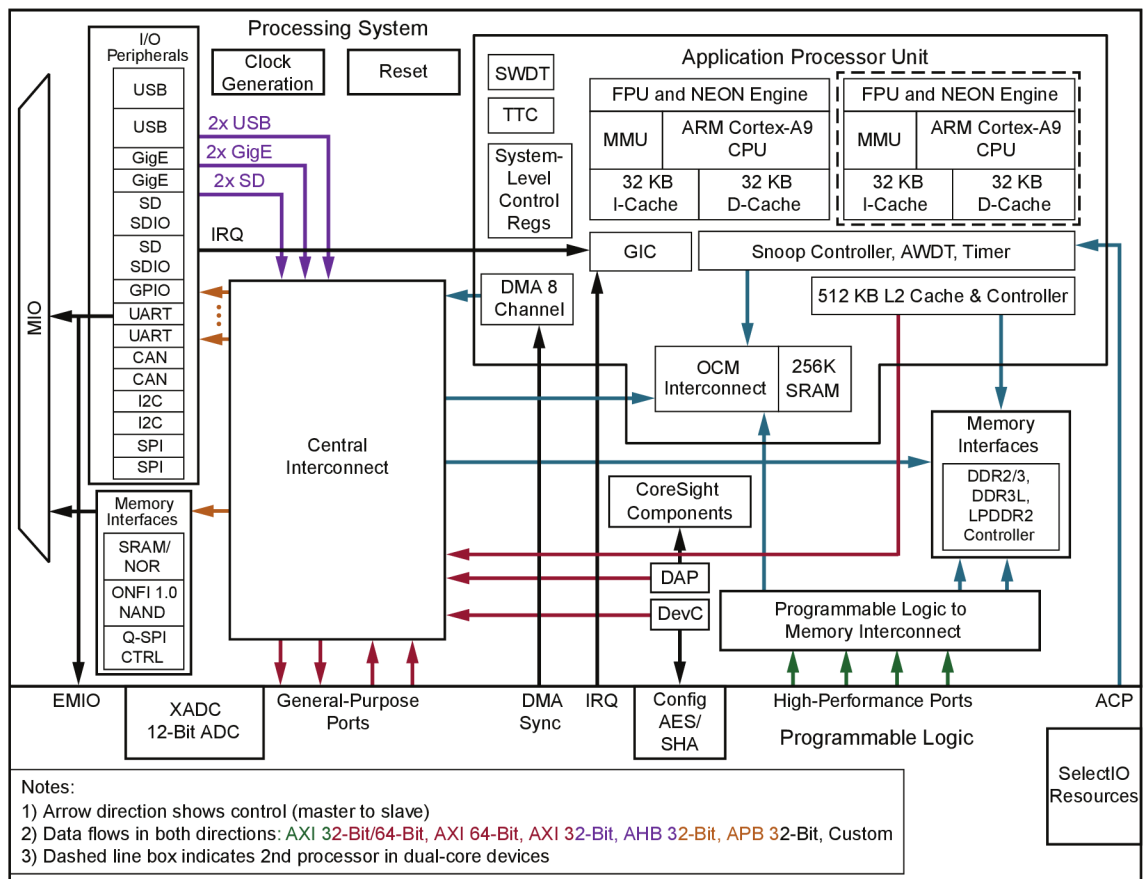 Processing System
I/O
Peripherals
USB
USB
GigE
GigE
SD
SDIO
SD
SDIO
GPIO
UART
UART
CAN
CAN
I2C
I2C
SPI
SPI
MIO
Clock
Generation
Reset
2x USB
2x GigE
2x SD
IRQ
Application Processor Unit
SWDT
TTC
System-
Level
Control
Regs
FPU and NEON Engine
MMU
ARM Cortex-A9
CPU
32 KB
I-Cache
32 KB
D-Cache
FPU and NEON Engine
MMU
ARM Cortex-A9
CPU
32 KB
I-Cache
32 KB
D-Cache
GIC
Snoop Controller, AWDT, Timer
DMA 8
Channel
512 KB L2 Cache & Controller
OCM
Interconnect
256K
SRAM
Central
Interconnect
Memory
Interfaces
DDR2/3,
DDR3L,
LPDDR2
Controller
CoreSight
Components
DAP
DevC
Programmable Logic to
Memory Interconnect
Memory
Interfaces
SRAM/
NOR
ONFI 1.0
NAND
Q-SPI
CTRL
EMIO
XADC
12-Bit ADC
General-Purpose
Ports
DMA
Sync
IRQ
Config
AES/
SHA
High-Performance Ports
ACP
Programmable Logic
SelectIO
Resources
Notes:
1) Arrow direction shows control (master to slave)
2) Data flows in both directions: AXI 32-Bit/64-Bit, AXI 64-Bit, AXI 32-Bit, AHB 32-Bit, APB 32-Bit, Custom
3) Dashed line box indicates 2nd processor in dual-core devices